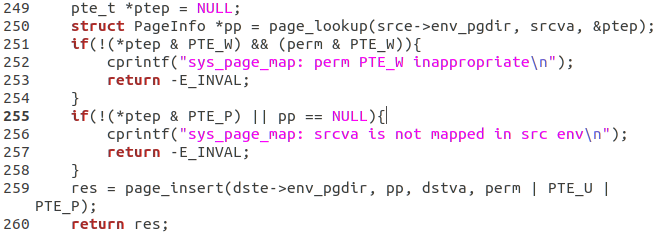 249 pte_t *ptep = NULL;
250 struct PageInfo *pp = page_lookup(srce->env_pgdir, srcva, &ptep);
251 if(!(*ptep & PTE_W) && (perm & PTE_W)){
252 cprintf("sys_page_map: perm PTE_W inappropriate\n");
253 return -E_INVAL;
254 }
255 if(!(*ptep & PTE_P) || pp == NULL){
256 cprintf("sys_page_map: srcva is not mapped in src env\n");
257 return -E_INVAL;
258 }
259 res = page_insert(dste->env_pgdir, pp, dstva, perm | PTE_U |
PTE_P);
260 return res;